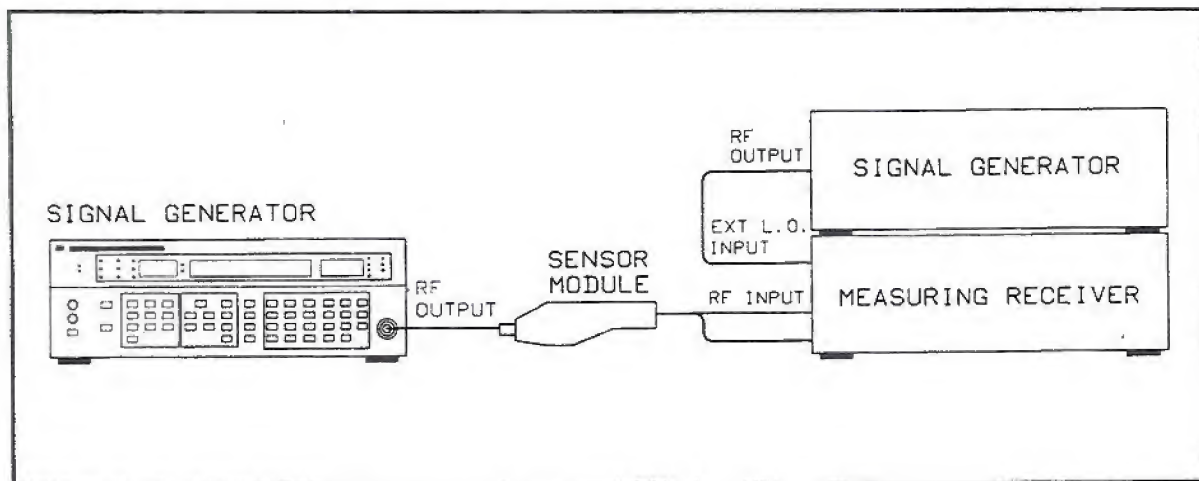 SIGNAL GENERATOR
RF
OUTPUT
SENSOR
MODULE
RF
OUTPUT
EXT L.O.
INPUT
RF INPUT
SIGNAL GENERATOR
MEASURING RECEIVER